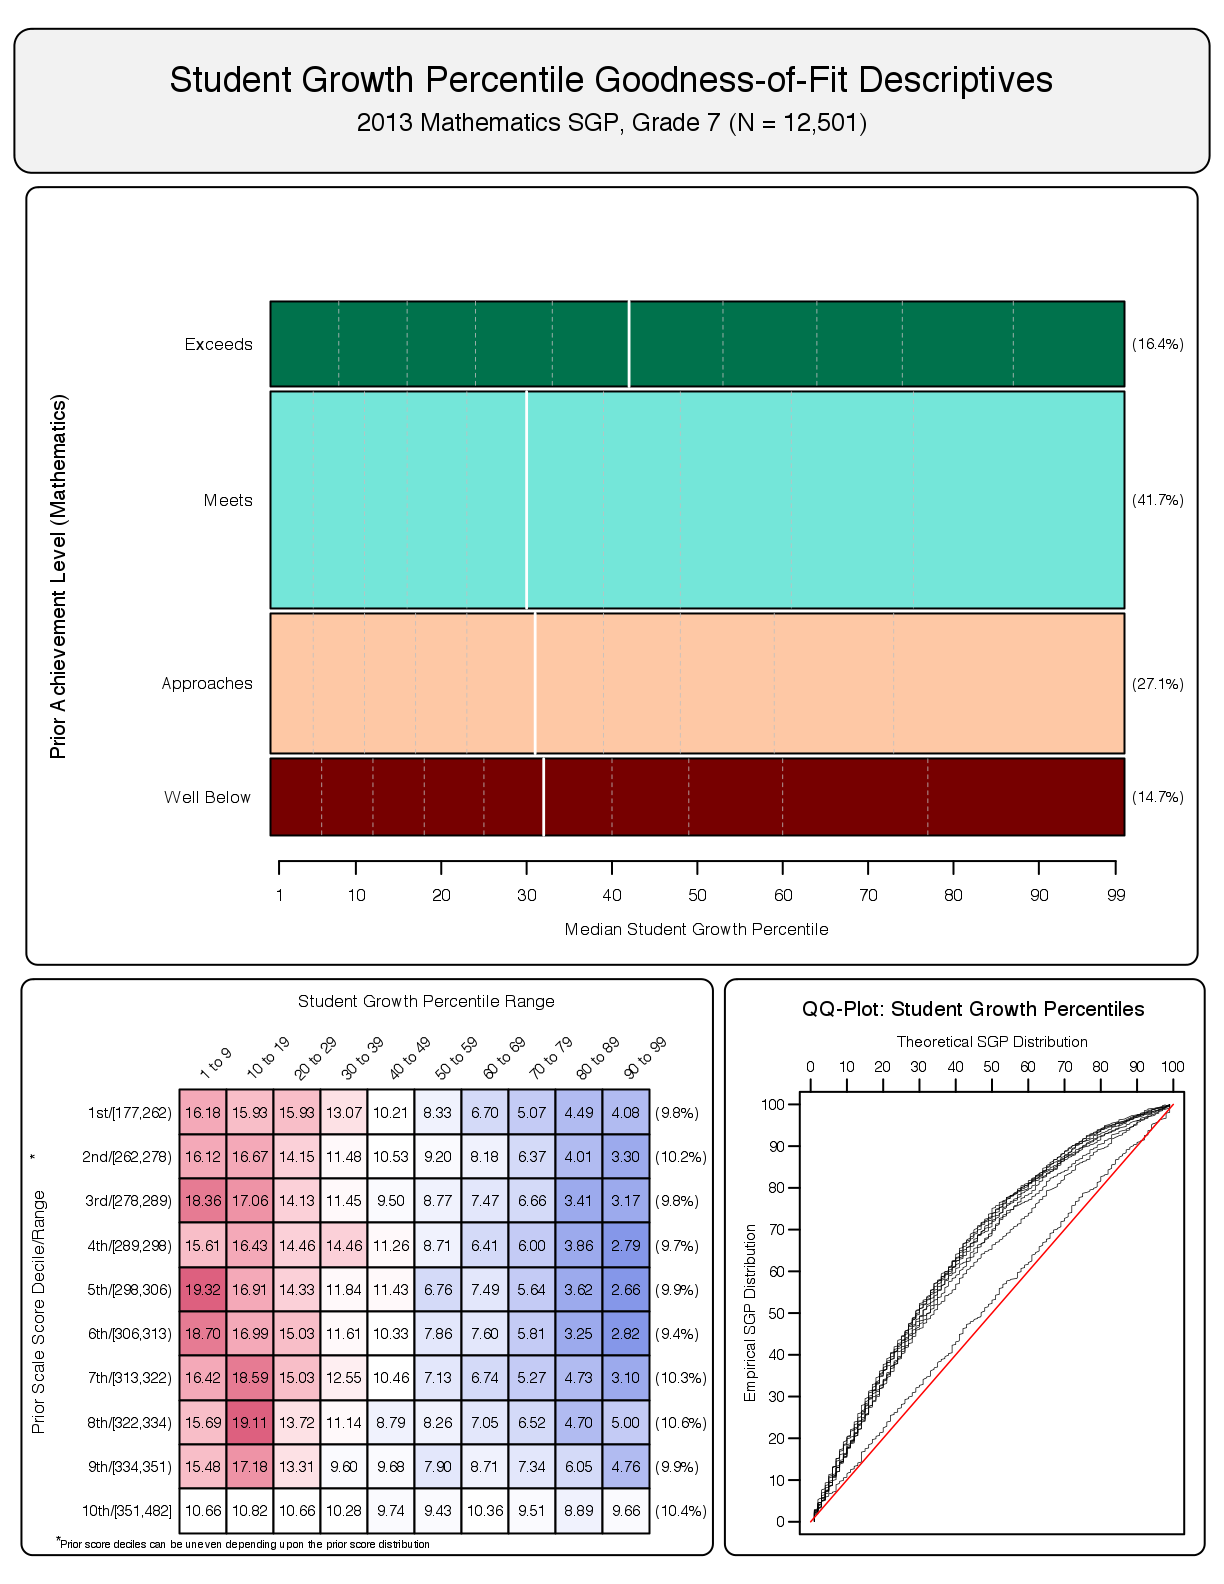 Student Growth Percentile Goodness-of-Fit Descriptives
2013 Mathematics SGP, Grade 7 (N = 12,501)
Prior Achievement Level (Mathematics)
Exceeds (16.4%)
Meets (41.7%)
Approaches (27.1%)
Well Below (14.7%)
1 10 20 30 40 50 60 70 80 90 99
Median Student Growth Percentile
Student Growth Percentile Range
1 to 9 10 to 19 20 to 29 30 to 39 40 to 49 50 to 59 60 to 69 70 to 79 80 to 89 90 to 99
Prior Scale Score Decile/Range *
1st/[177,262) 16.18 15.93 15.93 13.07 10.21 8.33 6.70 5.07 4.49 4.08 (9.8%)
2nd/[262,278) 16.12 16.67 14.15 11.48 10.53 9.20 8.18 6.37 4.01 3.30 (10.2%)
3rd/[278,289) 18.36 17.06 14.13 11.45 9.50 8.77 7.47 6.66 3.41 3.17 (9.8%)
4th/[289,298) 15.61 16.43 14.46 14.46 11.26 8.71 6.41 6.00 3.86 2.79 (9.7%)
5th/[298,306) 19.32 16.91 14.33 11.84 11.43 6.76 7.49 5.64 3.62 2.66 (9.9%)
6th/[306,313) 18.70 16.99 15.03 11.61 10.33 7.86 7.60 5.81 3.25 2.82 (9.4%)
7th/[313,322) 16.42 18.59 15.03 12.55 10.46 7.13 6.74 5.27 4.73 3.10 (10.3%)
8th/[322,334) 15.69 19.11 13.72 11.14 8.79 8.26 7.05 6.52 4.70 5.00 (10.6%)
9th/[334,351) 15.48 17.18 13.31 9.60 9.68 7.90 8.71 7.34 6.05 4.76 (9.9%)
10th/[351,482] 10.66 10.82 10.66 10.28 9.74 9.43 10.36 9.51 8.89 9.66 (10.4%)
*Prior score deciles can be uneven depending upon the prior score distribution
QQ-Plot: Student Growth Percentiles
Theoretical SGP Distribution
0 10 20 30 40 50 60 70 80 90 100
Empirical SGP Distribution
100
90
80
70
60
50
40
30
20
10
0